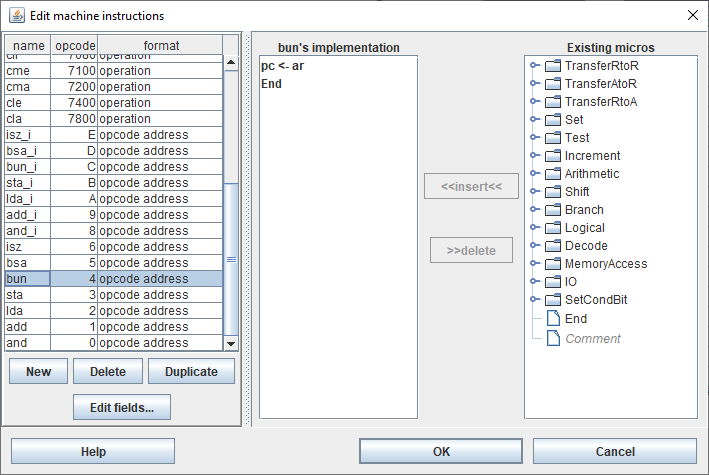 Edit machine instructions
name opcode format
cme 7100 operation
cma 7200 operation
cle 7400 operation
cla 7800 operation
isz_i E opcode address
bsa_i D opcode address
bun_i C opcode address
sta_i B opcode address
lda_i A opcode address
add_i 9 opcode address
and_i 8 opcode address
isz 6 opcode address
bsa 5 opcode address
bun 4 opcode address
sta 3 opcode address
lda 2 opcode address
add 1 opcode address
and 0 opcode address
New Delete Duplicate
Edit fields...
bun's implementation
pc <- ar
End
<<insert<<
>>delete
Existing micros
TransferRtoR
TransferAtoR
TransferRtoA
Set
Test
Increment
Arithmetic
Shift
Branch
Logical
Decode
MemoryAccess
IO
SetCondBit
End
Comment
Help OK Cancel